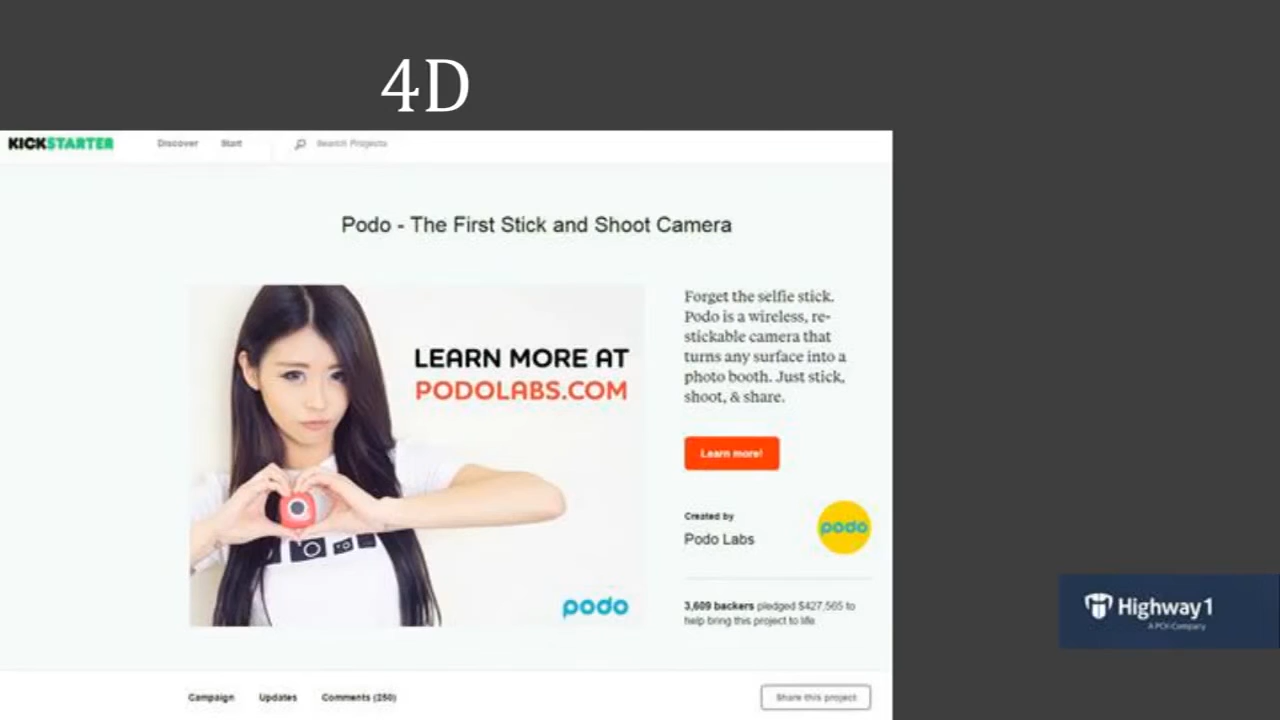 4D
KICKSTARTER
Discover Start Search Projects
Podo - The First Stick and Shoot Camera
LEARN MORE AT
PODOLABS.COM
podo
Forget the selfie stick.
Podo is a wireless, re-
stickable camera that
turns any surface into a
photo booth. Just stick,
shoot, & share.
Learn more!
Created by
Podo Labs
podo
3,609 backers pledged $427,565 to
help bring this project to life
Highway1
A PCH Company
Campaign Updates Comments (250)
Share this project